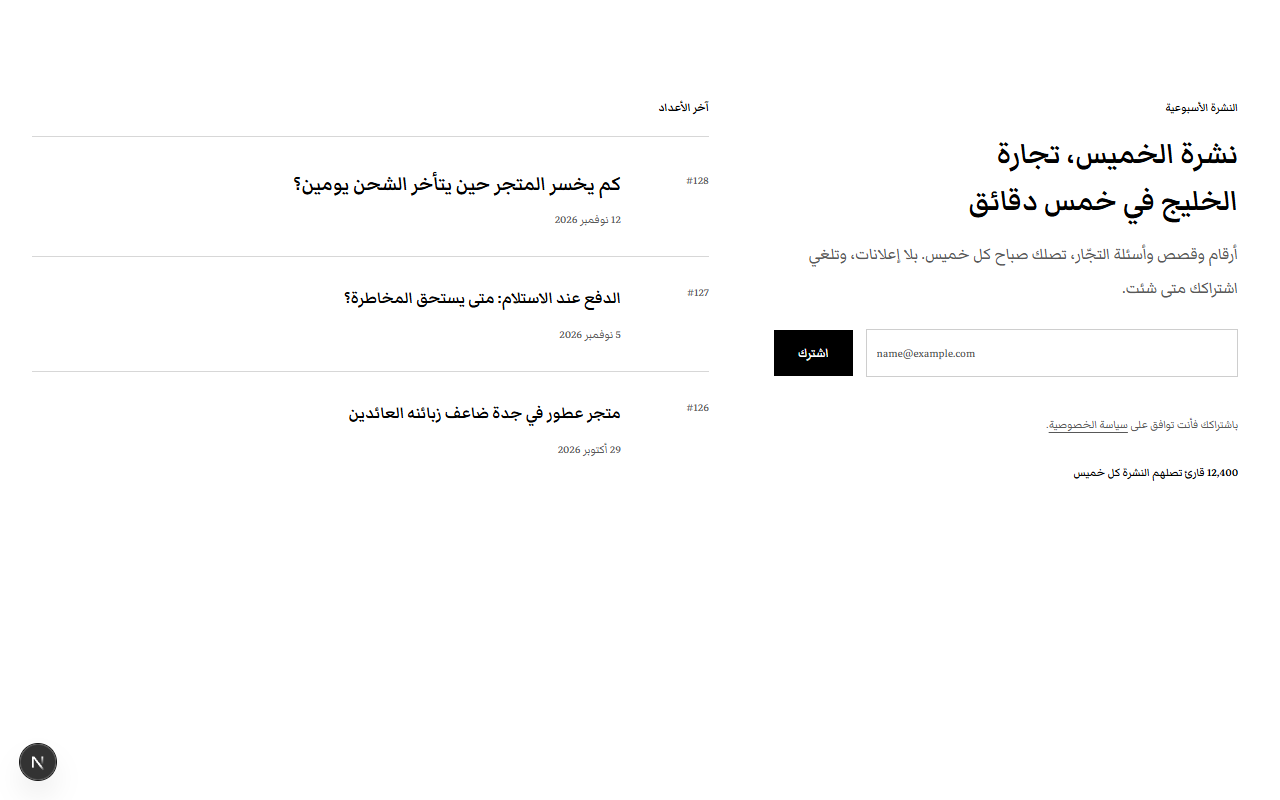 النشرة الأسبوعية
نشرة الخميس، تجارة
الخليج في خمس دقائق
أرقام وقصص وأسئلة التجّار، تصلك صباح كل خميس. بلا إعلانات، وتلغي
اشتراكك متى شئت.
name@example.com
اشترك
باشتراكك فأنت توافق على سياسة الخصوصية.
12,400 قارئ تصلهم النشرة كل خميس
آخر الأعداد
#128
كم يخسر المتجر حين يتأخر الشحن يومين؟
12 نوفمبر 2026
#127
الدفع عند الاستلام: متى يستحق المخاطرة؟
5 نوفمبر 2026
#126
متجر عطور في جدة ضاعف زبائنه العائدين
29 أكتوبر 2026
N